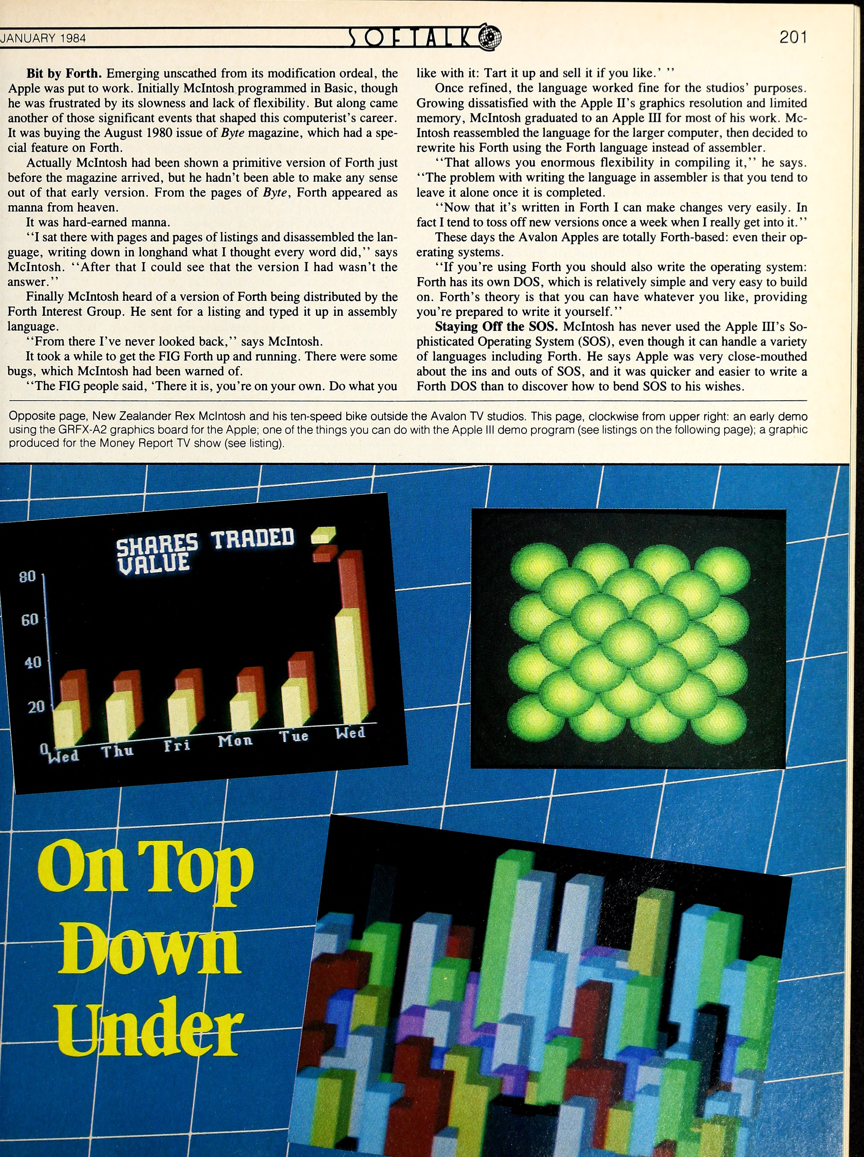 JANUARY 1984
SOFTALK
201
Bit by Forth. Emerging unscathed from its modification ordeal, the
Apple was put to work. Initially McIntosh programmed in Basic, though
he was frustrated by its slowness and lack of flexibility. But along came
another of those significant events that shaped this computerist's career.
It was buying the August 1980 issue of Byte magazine, which had a spe-
cial feature on Forth.
Actually McIntosh had been shown a primitive version of Forth just
before the magazine arrived, but he hadn't been able to make any sense
out of that early version. From the pages of Byte, Forth appeared as
manna from heaven.
It was hard-earned manna.
‘‘I sat there with pages and pages of listings and disassembled the lan-
guage, writing down in longhand what I thought every word did,’’ says
McIntosh. ‘‘After that I could see that the version I had wasn't the
answer.’’
Finally McIntosh heard of a version of Forth being distributed by the
Forth Interest Group. He sent for a listing and typed it up in assembly
language.
‘‘From there I've never looked back,’’ says McIntosh.
It took a while to get the FIG Forth up and running. There were some
bugs, which McIntosh had been warned of.
‘‘The FIG people said, ‘There it is, you're on your own. Do what you
like with it: Tart it up and sell it if you like.’ ’’
Once refined, the language worked fine for the studios' purposes.
Growing dissatisfied with the Apple II's graphics resolution and limited
memory, McIntosh graduated to an Apple III for most of his work. Mc-
Intosh reassembled the language for the larger computer, then decided to
rewrite his Forth using the Forth language instead of assembler.
‘‘That allows you enormous flexibility in compiling it,’’ he says.
‘‘The problem with writing the language in assembler is that you tend to
leave it alone once it is completed.
‘‘Now that it's written in Forth I can make changes very easily. In
fact I tend to toss off new versions once a week when I really get into it.’’
These days the Avalon Apples are totally Forth-based: even their op-
erating systems.
‘‘If you're using Forth you should also write the operating system:
Forth has its own DOS, which is relatively simple and very easy to build
on. Forth's theory is that you can have whatever you like, providing
you're prepared to write it yourself.’’
Staying Off the SOS. McIntosh has never used the Apple III's So-
phisticated Operating System (SOS), even though it can handle a variety
of languages including Forth. He says Apple was very close-mouthed
about the ins and outs of SOS, and it was quicker and easier to write a
Forth DOS than to discover how to bend SOS to his wishes.
Opposite page, New Zealander Rex McIntosh and his ten-speed bike outside the Avalon TV studios. This page, clockwise from upper right: an early demo
using the GRFX-A2 graphics board for the Apple; one of the things you can do with the Apple III demo program (see listings on the following page); a graphic
produced for the Money Report TV show (see listing).
SHARES TRADED
VALUE
80
60
40
20
0
Wed Thu Fri Mon Tue Wed
On Top
Down
Under